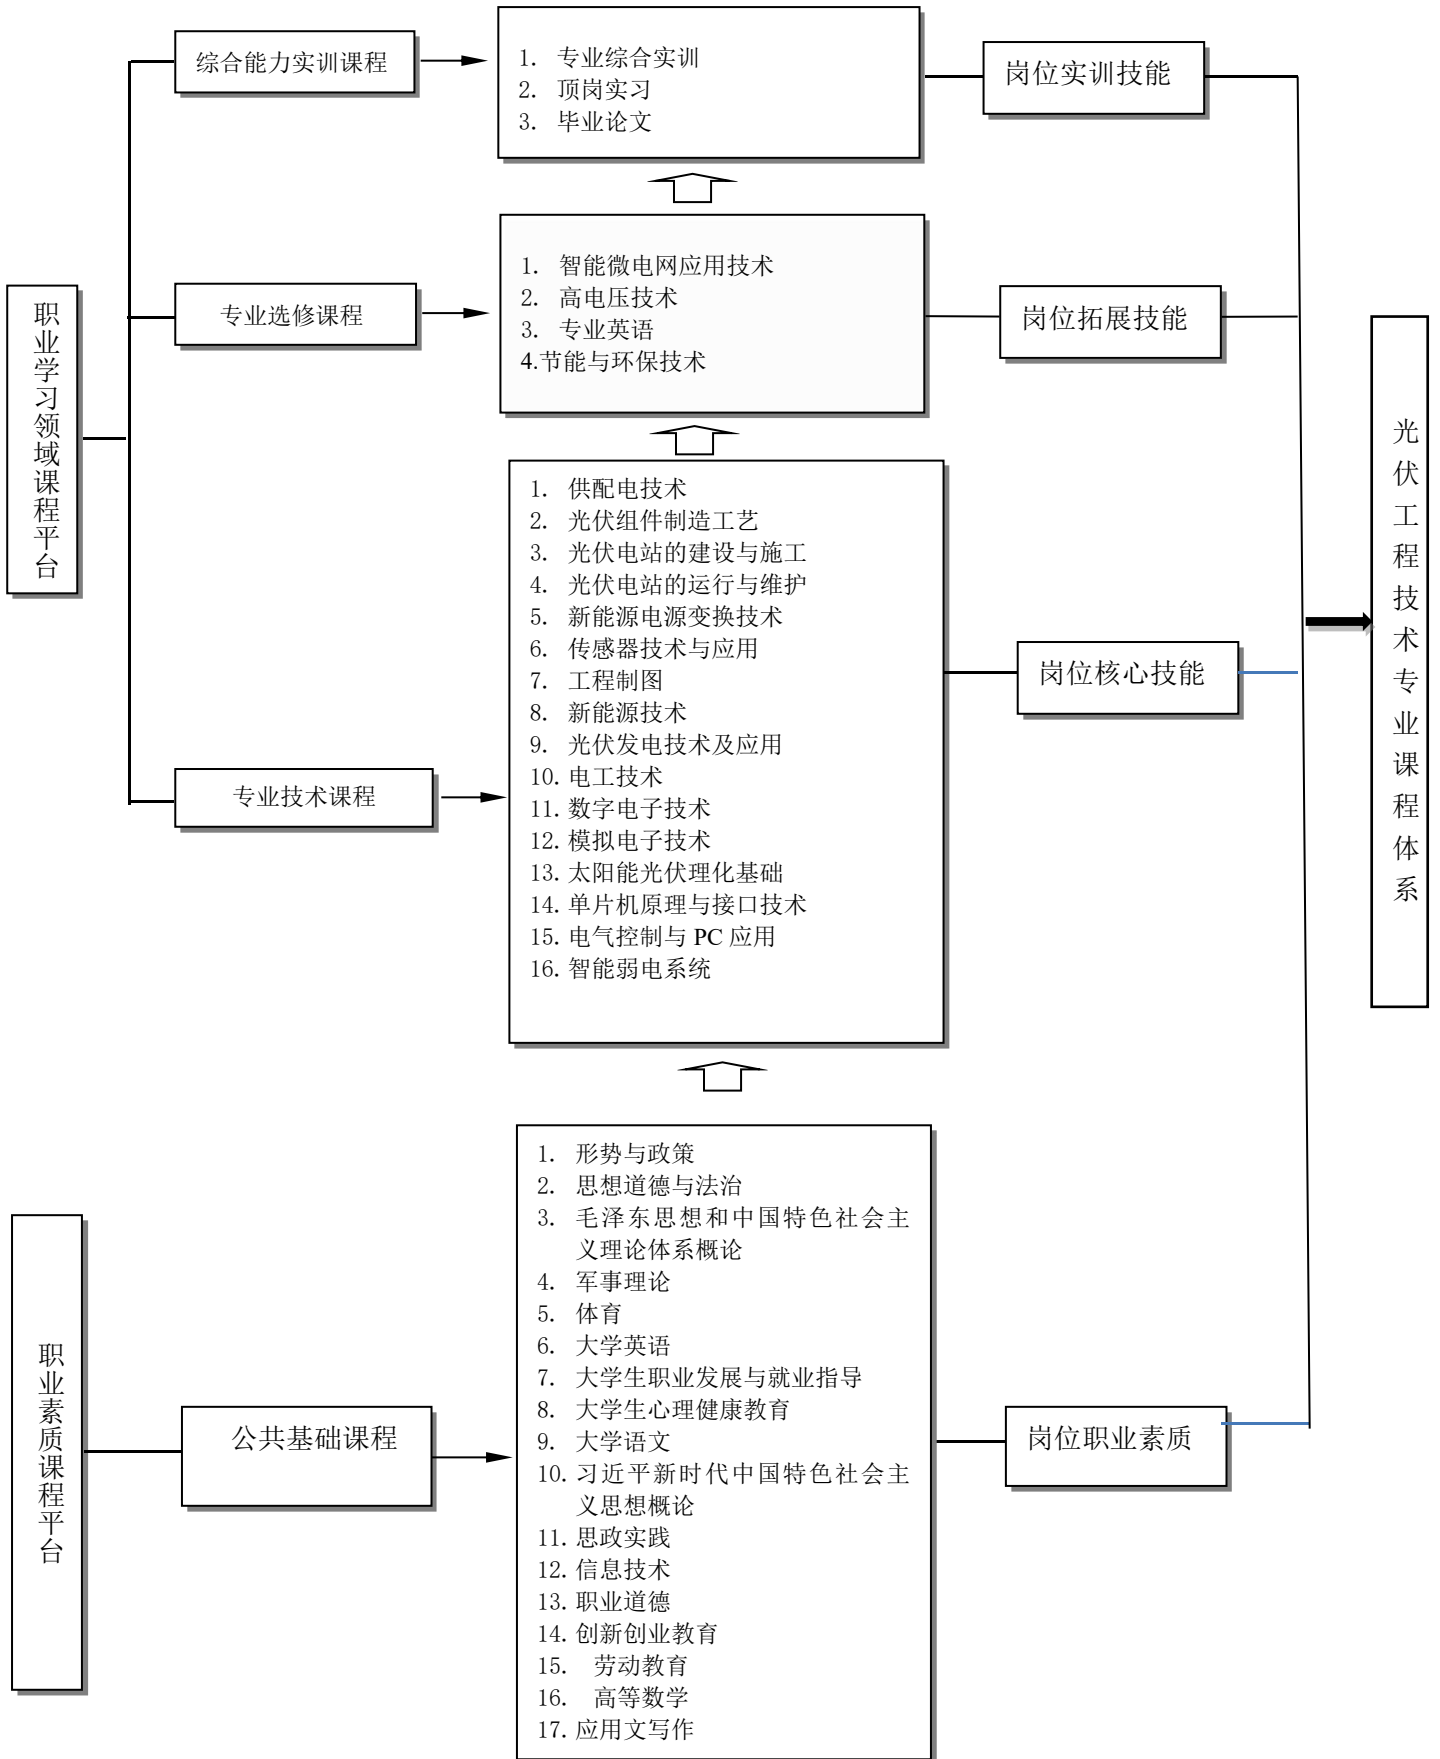 综合能力实训课程
1. 专业综合实训
2. 顶岗实习
3. 毕业论文
岗位实训技能
职业学习领域课程平台
专业选修课程
1. 智能微电网应用技术
2. 高电压技术
3. 专业英语
4.节能与环保技术
岗位拓展技能
专业技术课程
1. 供配电技术
2. 光伏组件制造工艺
3. 光伏电站的建设与施工
4. 光伏电站的运行与维护
5. 新能源电源变换技术
6. 传感器技术与应用
7. 工程制图
8. 新能源技术
9. 光伏发电技术及应用
10. 电工技术
11. 数字电子技术
12. 模拟电子技术
13. 太阳能光伏理化基础
14. 单片机原理与接口技术
15. 电气控制与 PC 应用
16. 智能弱电系统
岗位核心技能
光伏工程技术专业课程体系
职业素质课程平台
公共基础课程
1. 形势与政策
2. 思想道德与法治
3. 毛泽东思想和中国特色社会主
义理论体系概论
4. 军事理论
5. 体育
6. 大学英语
7. 大学生职业发展与就业指导
8. 大学生心理健康教育
9. 大学语文
10. 习近平新时代中国特色社会主
义思想概论
11. 思政实践
12. 信息技术
13. 职业道德
14. 创新创业教育
15. 劳动教育
16. 高等数学
17. 应用文写作
岗位职业素质